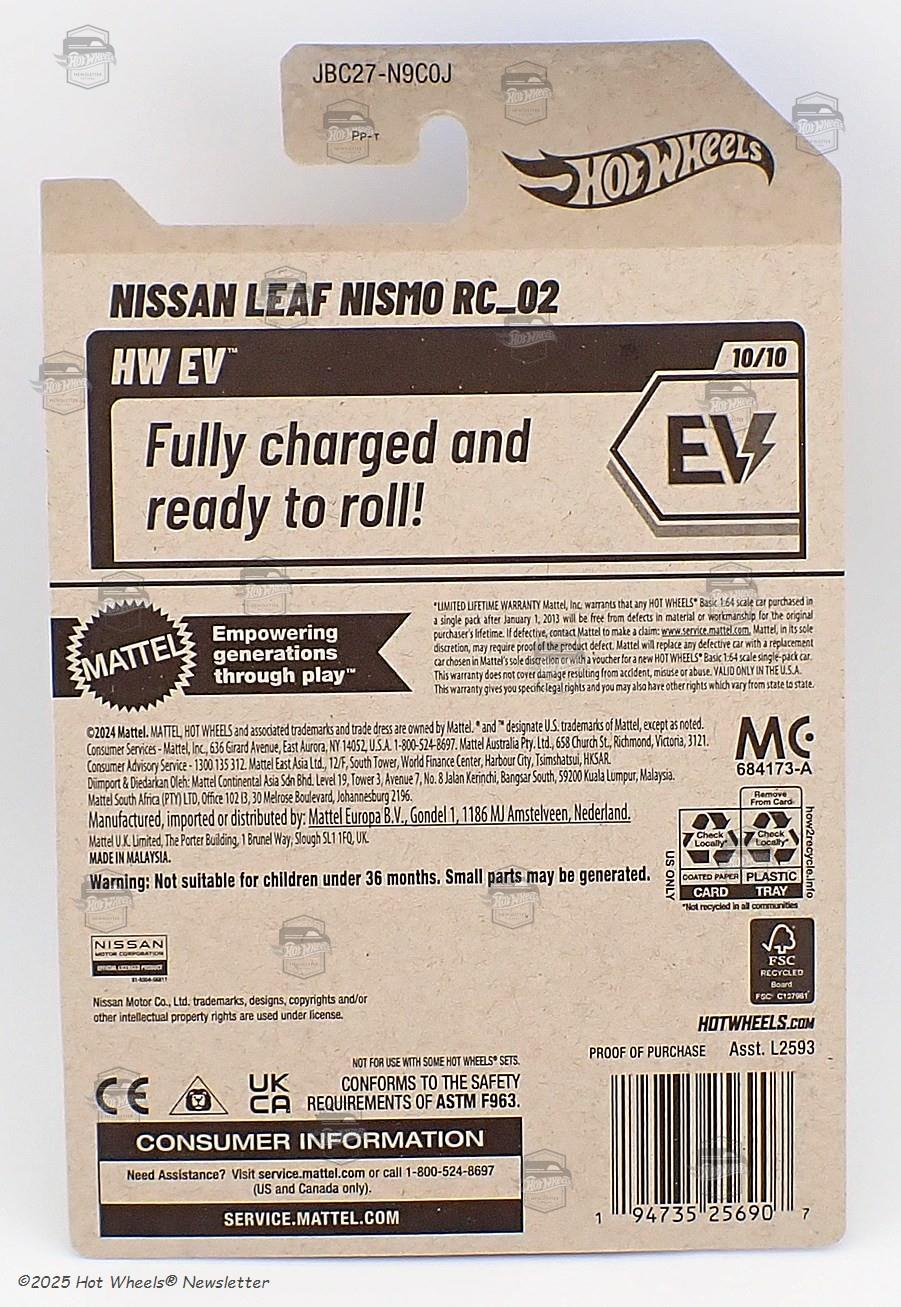 JBC27-N9C0J
PP-T
HOT WHEELS
NISSAN LEAF NISMO RC_02
HW EV™
10/10
Fully charged and
ready to roll!
EV
MATTEL
Empowering
generations
through play™
*LIMITED LIFETIME WARRANTY Mattel, Inc. warrants that any HOT WHEELS® Basic 1:64 scale car purchased in
a single pack after January 1, 2013 will be free from defects in material or workmanship for the original
purchaser's lifetime. If defective, contact Mattel to make a claim: www.service.mattel.com. Mattel, in its sole
discretion, may require proof of the product defect. Mattel will replace any defective car with a replacement
car chosen in Mattel's sole discretion or with a voucher for a new HOT WHEELS® Basic 1:64 scale single-pack car.
This warranty does not cover damage resulting from accident, misuse or abuse. VALID ONLY IN THE U.S.A.
This warranty gives you specific legal rights and you may also have other rights which vary from state to state.
©2024 Mattel. MATTEL, HOT WHEELS and associated trademarks and trade dress are owned by Mattel. ® and ™ designate U.S. trademarks of Mattel, except as noted.
Consumer Services - Mattel, Inc., 636 Girard Avenue, East Aurora, NY 14052, U.S.A. 1-800-524-8697. Mattel Australia Pty. Ltd., 658 Church St., Richmond, Victoria, 3121.
Consumer Advisory Service - 1300 135 312. Mattel East Asia Ltd., 12/F, South Tower, World Finance Center, Harbour City, Tsimshatsui, HKSAR.
Diimport & Diedarkan Oleh: Mattel Continental Asia Sdn Bhd. Level 19, Tower 3, Avenue 7, No. 8 Jalan Kerinchi, Bangsar South, 59200 Kuala Lumpur, Malaysia.
Mattel South Africa (PTY) LTD, Office 102 I3, 30 Melrose Boulevard, Johannesburg 2196.
Manufactured, imported or distributed by: Mattel Europa B.V., Gondel 1, 1186 MJ Amstelveen, Nederland.
Mattel U.K. Limited, The Porter Building, 1 Brunel Way, Slough SL1 1FQ, UK.
MADE IN MALAYSIA.
Warning: Not suitable for children under 36 months. Small parts may be generated.
MC
684173-A
Remove
From Card
Check
Locally*
Check
Locally*
COATED PAPER
PLASTIC
CARD
TRAY
US ONLY
how2recycle.info
*Not recycled in all communities
NISSAN
MOTOR CORPORATION
OFFICIAL LICENSED PRODUCT
Nissan Motor Co., Ltd. trademarks, designs, copyrights and/or
other intellectual property rights are used under license.
FSC
RECYCLED
Board
FSC® C137961
HOTWHEELS.COM
PROOF OF PURCHASE Asst. L2593
NOT FOR USE WITH SOME HOT WHEELS® SETS.
CE
UK
CA
CONFORMS TO THE SAFETY
REQUIREMENTS OF ASTM F963.
CONSUMER INFORMATION
Need Assistance? Visit service.mattel.com or call 1-800-524-8697
(US and Canada only).
SERVICE.MATTEL.COM
1 94735 25690 7
©2025 Hot Wheels® Newsletter